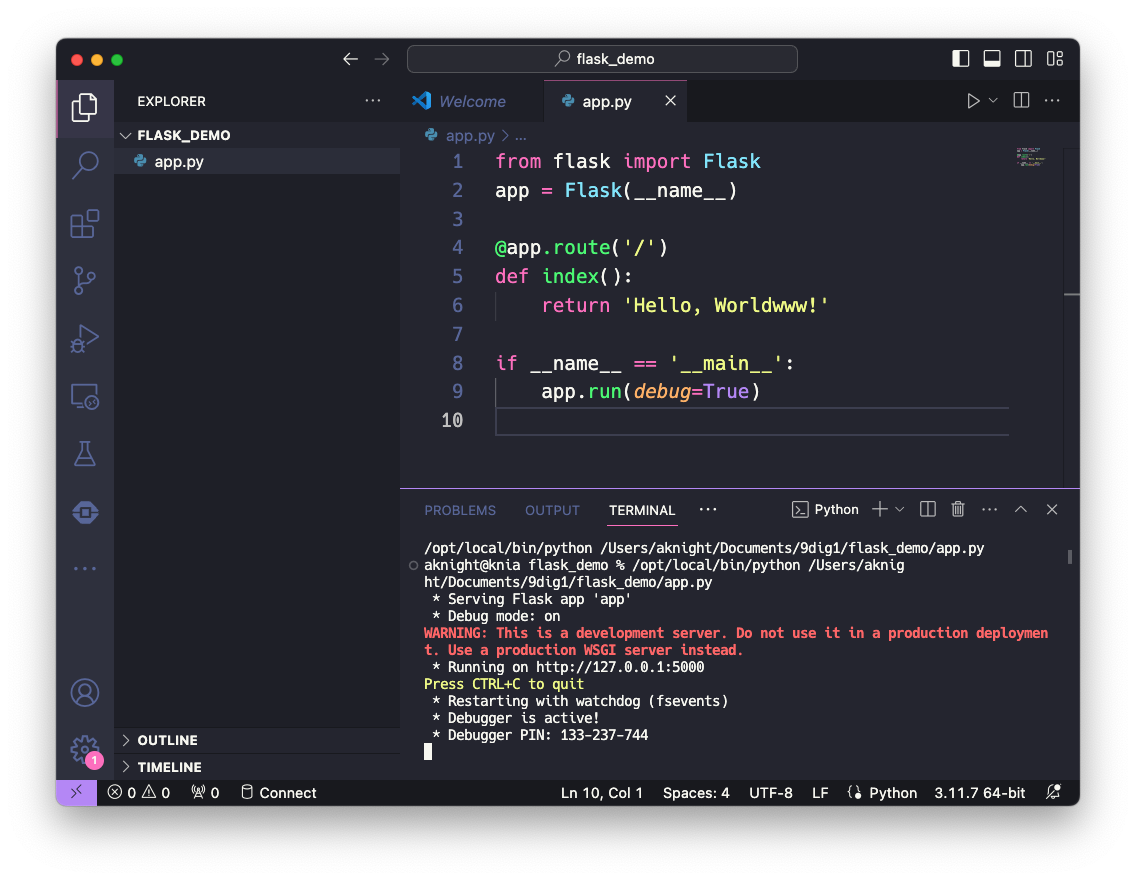 flask_demo
EXPLORER ...
FLASK_DEMO
app.py
OUTLINE
TIMELINE
1
Welcome
app.py
app.py > ...
1 from flask import Flask
2 app = Flask(__name__)
3
4 @app.route('/')
5 def index():
6     return 'Hello, Worldwww!'
7
8 if __name__ == '__main__':
9     app.run(debug=True)
10
PROBLEMS OUTPUT TERMINAL ... Python
/opt/local/bin/python /Users/aknight/Documents/9dig1/flask_demo/app.py
aknight@knia flask_demo % /opt/local/bin/python /Users/aknig
ht/Documents/9dig1/flask_demo/app.py
 * Serving Flask app 'app'
 * Debug mode: on
WARNING: This is a development server. Do not use it in a production deploymen
t. Use a production WSGI server instead.
 * Running on http://127.0.0.1:5000
Press CTRL+C to quit
 * Restarting with watchdog (fsevents)
 * Debugger is active!
 * Debugger PIN: 133-237-744
0 0 0 Connect Ln 10, Col 1 Spaces: 4 UTF-8 LF Python 3.11.7 64-bit